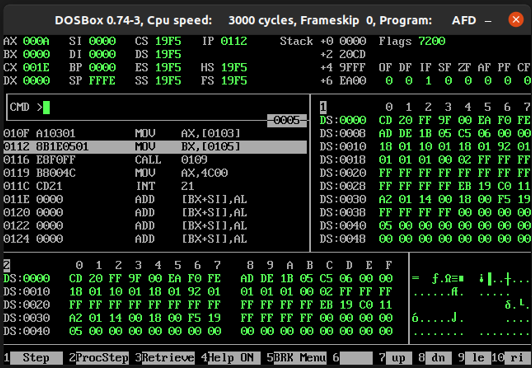 DOSBox 0.74-3, Cpu speed: 3000 cycles, Frameskip 0, Program: AFD
AX 000A SI 0000 CS 19F5 IP 0112 Stack +0 0000 Flags 7200
BX 0000 DI 0000 DS 19F5 +2 20CD
CX 001E BP 0000 ES 19F5 HS 19F5 +4 9FFF OF DF IF SF ZF AF PF CF
DX 0000 SP FFFE SS 19F5 FS 19F5 +6 EA00 0 0 1 0 0 0 0 0
CMD >
0005
1 0 1 2 3 4 5 6 7
DS:0000 CD 20 FF 9F 00 EA F0 FE
DS:0008 AD DE 1B 05 C5 06 00 00
DS:0010 18 01 10 01 18 01 92 01
DS:0018 01 01 01 00 02 FF FF FF
DS:0020 FF FF FF FF FF FF FF FF
DS:0028 FF FF FF FF EB 19 C0 11
DS:0030 A2 01 14 00 18 00 F5 19
DS:0038 FF FF FF FF 00 00 00 00
DS:0040 05 00 00 00 00 00 00 00
DS:0048 00 00 00 00 00 00 00 00
010F A10301 MOV AX,[0103]
0112 8B1E0501 MOV BX,[0105]
0116 E8F0FF CALL 0109
0119 B8004C MOV AX,4C00
011C CD21 INT 21
011E 0000 ADD [BX+SI],AL
0120 0000 ADD [BX+SI],AL
0122 0000 ADD [BX+SI],AL
0124 0000 ADD [BX+SI],AL
2 0 1 2 3 4 5 6 7 8 9 A B C D E F
DS:0000 CD 20 FF 9F 00 EA F0 FE AD DE 1B 05 C5 06 00 00
DS:0010 18 01 10 01 18 01 92 01 01 01 01 00 02 FF FF FF
DS:0020 FF FF FF FF FF FF FF FF FF FF FF FF EB 19 C0 11
DS:0030 A2 01 14 00 18 00 F5 19 FF FF FF FF 00 00 00 00
DS:0040 05 00 00 00 00 00 00 00 00 00 00 00 00 00 00 00
1 Step 2 ProcStep 3 Retrieve 4 Help ON 5 BRK Menu 6 7 up 8 dn 9 le 10 ri